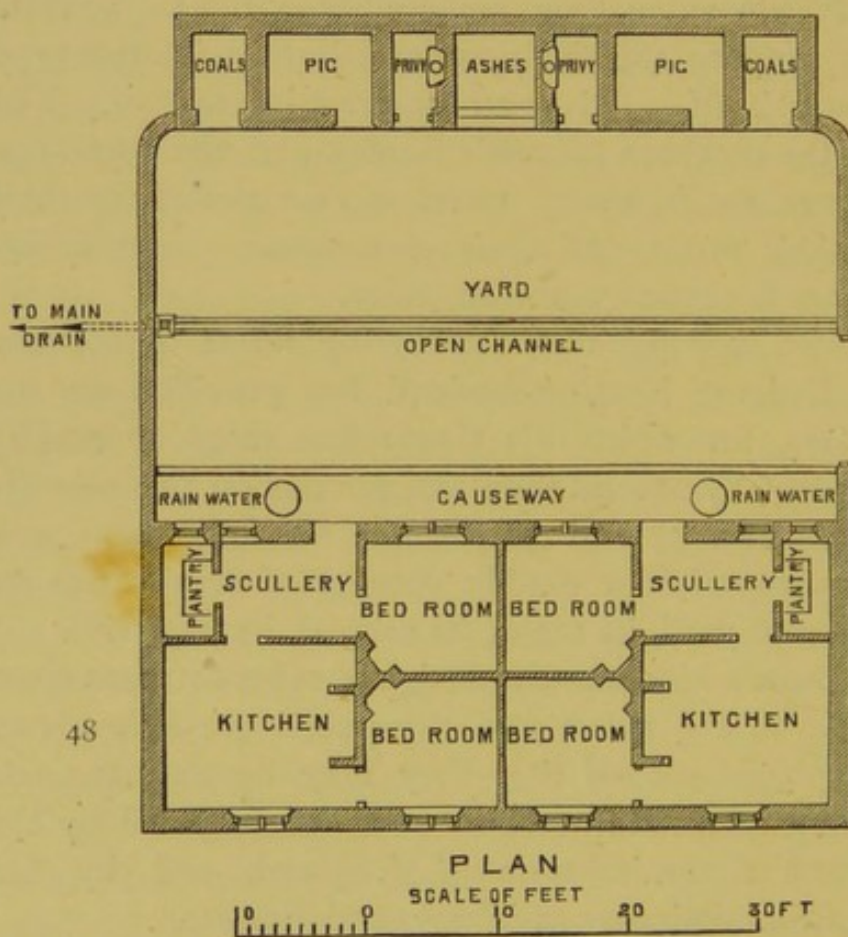 COALS PIG PRIVY ASHES PRIVY PIG COALS
YARD
TO MAIN
DRAIN
OPEN CHANNEL
RAIN WATER CAUSEWAY RAIN WATER
PANTRY SCULLERY BED ROOM BED ROOM SCULLERY PANTRY
KITCHEN BED ROOM BED ROOM KITCHEN
48
PLAN
SCALE OF FEET
10 0 10 20 30 FT